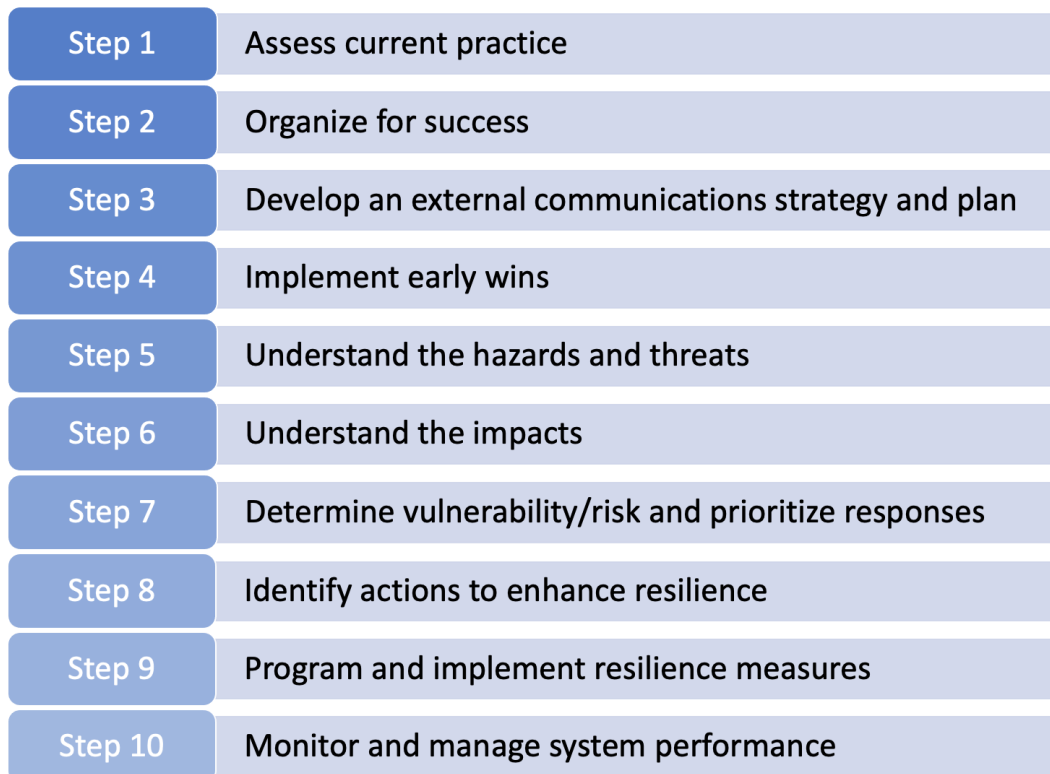 Step 1 Assess current practice
Step 2 Organize for success
Step 3 Develop an external communications strategy and plan
Step 4 Implement early wins
Step 5 Understand the hazards and threats
Step 6 Understand the impacts
Step 7 Determine vulnerability/risk and prioritize responses
Step 8 Identify actions to enhance resilience
Step 9 Program and implement resilience measures
Step 10 Monitor and manage system performance